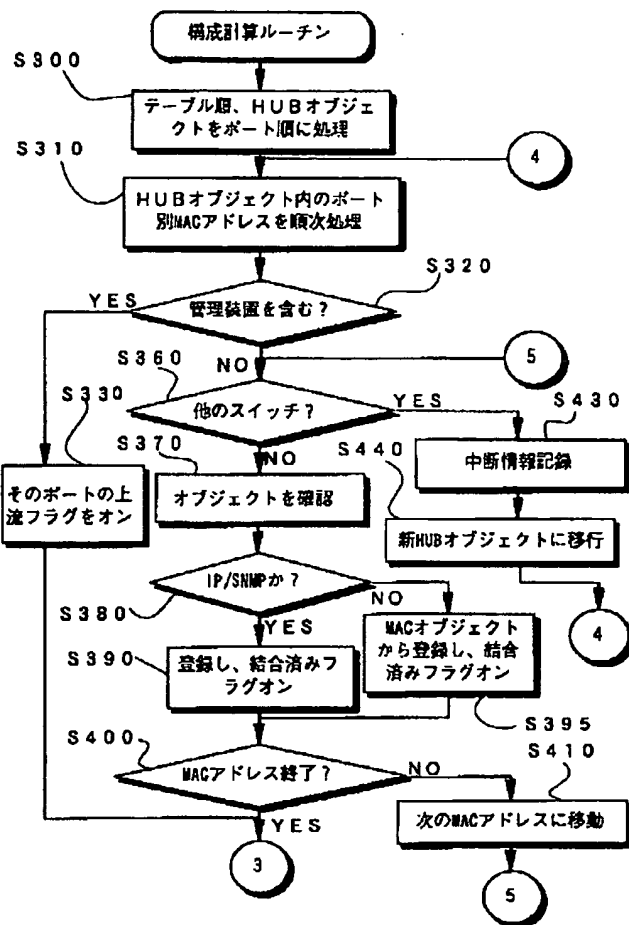 構成計算ルーチン
S300
テーブル順、HUBオブジェ
クトをポート順に処理
S310
4
HUBオブジェクト内のポート
別MACアドレスを順次処理
S320
YES
管理装置を含む?
NO
5
S360
S330
他のスイッチ?
YES
S430
S370
NO
S440
中断情報記録
そのポートの上
流フラグをオン
オブジェクトを確認
新HUBオブジェクトに移行
IP/SNMPか?
NO
S380
YES
4
S390
MACオブジェクト
から登録し、結合
済みフラグオン
登録し、結合済みフ
ラグオン
S395
S400
MACアドレス終了?
NO
S410
YES
次のMACアドレスに移動
3
5